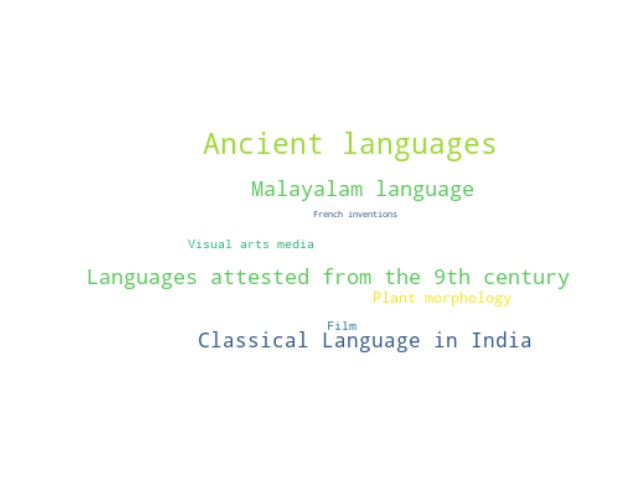 Ancient languages
Malayalam language
French inventions
Visual arts media
Languages attested from the 9th century
Plant morphology
Film
Classical Language in India